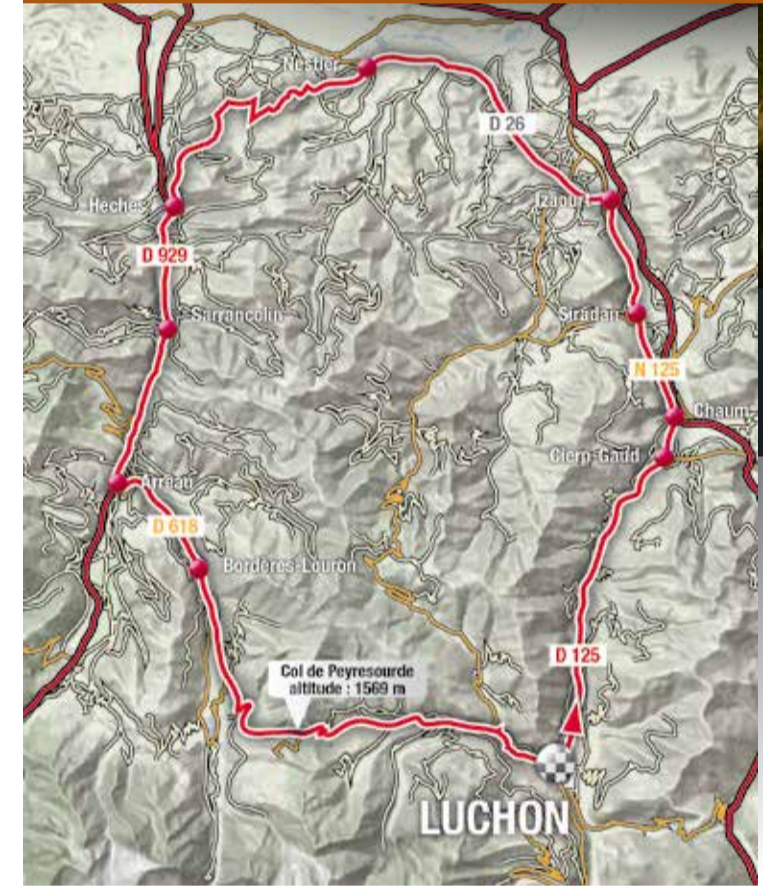 Nestier
D 26
Heches
Izaourt
D 929
Sarrancolin
Siradan
N 125
Chaum
Cierp-Gaud
Arreau
D 618
Bordères-Louron
D 125
Col de Peyresourde
altitude : 1569 m
LUCHON